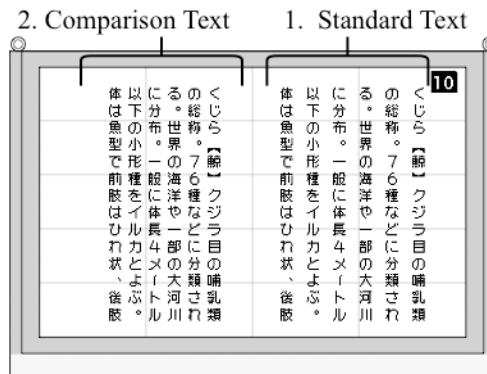 2. Comparison Text
1. Standard Text
10
くじら【鯨】クジラ目の哺乳類
の総称。76種などに分類され
る。世界の海洋や一部の大河川
に分布。一般に体長4メートル
以下の小形種をイルカとよぶ。
体は魚型で前肢はひれ状、後肢
くじら【鯨】クジラ目の哺乳類
の総称。76種などに分類され
る。世界の海洋や一部の大河川
に分布。一般に体長4メートル
以下の小形種をイルカとよぶ。
体は魚型で前肢はひれ状、後肢